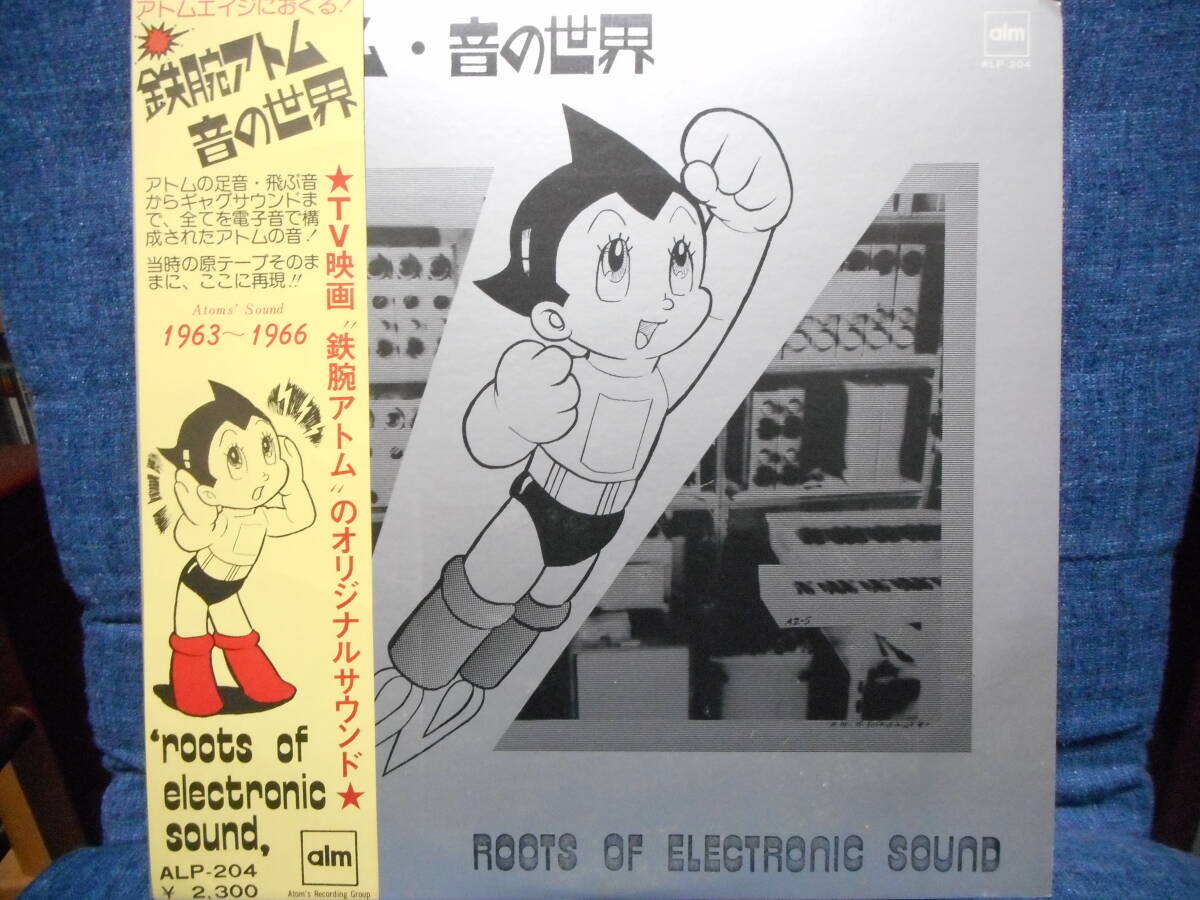 アトムエイジにおくる!
鉄腕アトム
音の世界
アトムの足音・飛ぶ音
からギャグサウンドま
で、全てを電子音で構
成されたアトムの音!
当時の原テープそのま
まに、ここに再現!!
Atoms' Sound
1963〜1966
★TV映画〝鉄腕アトム〟のオリジナルサウンド★
'roots of
electronic
sound,
ALP-204
¥ 2,300
alm
Atom's Recording Group
ム・音の世界
alm
ALP-204
ROOTS OF ELECTRONIC SOUND